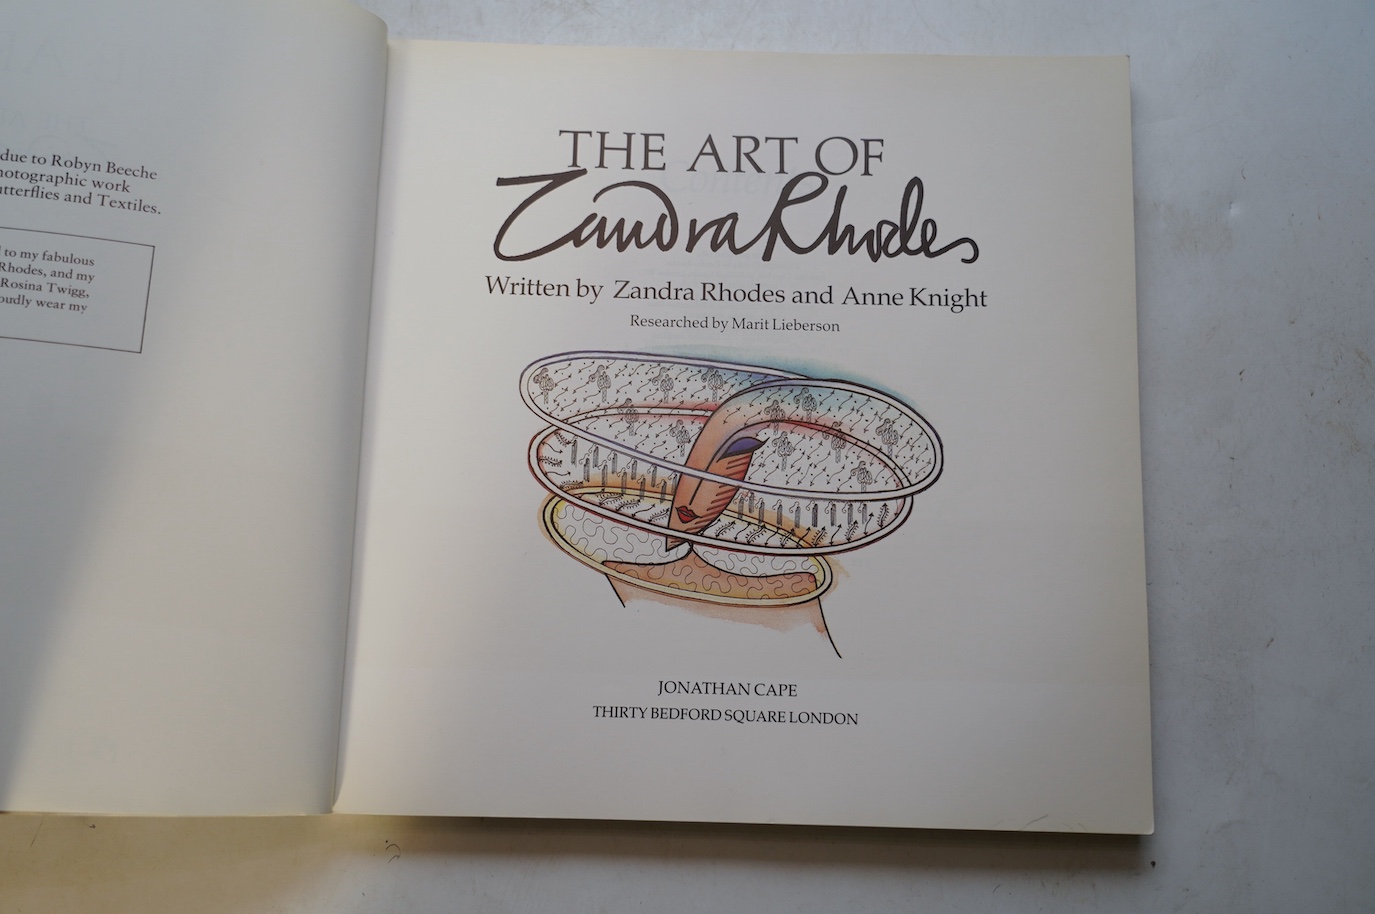 due to Robyn Beeche
photographic work
utterflies and Textiles.
to my fabulous
Rhodes, and my
Rosina Twigg,
oudly wear my
THE ART OF
Zandra Rhodes
Written by Zandra Rhodes and Anne Knight
Researched by Marit Lieberson
JONATHAN CAPE
THIRTY BEDFORD SQUARE LONDON